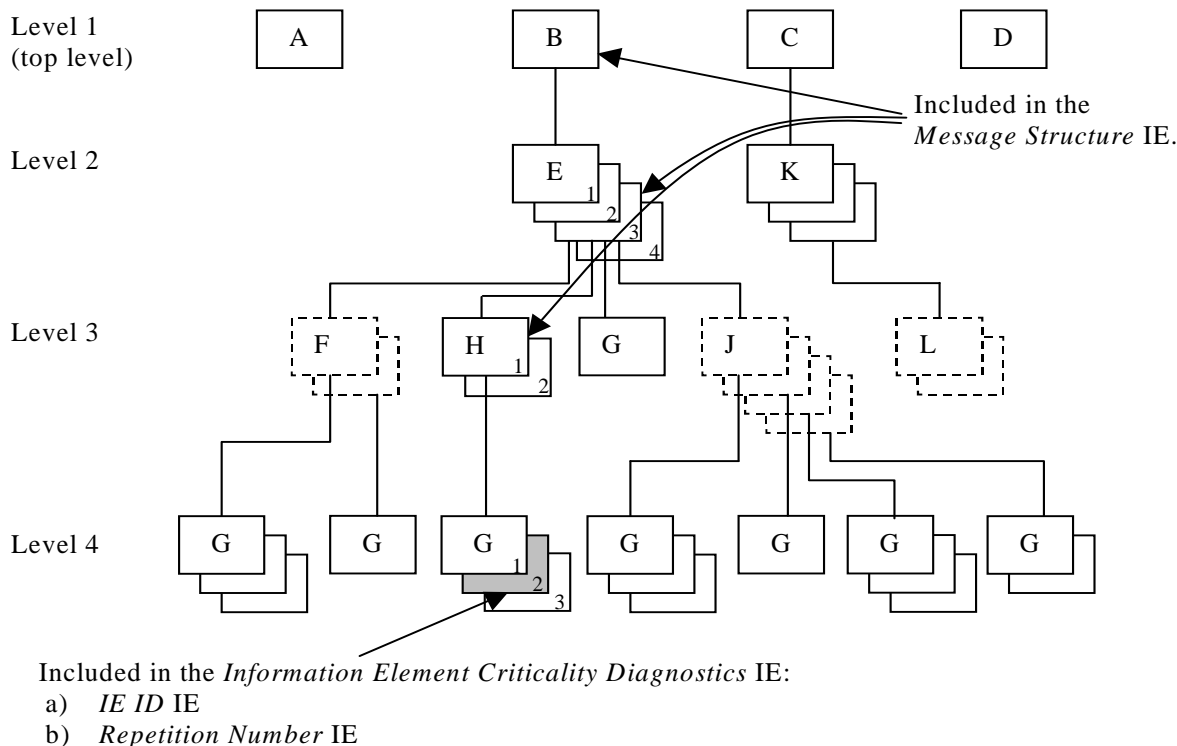 Level 1
(top level)
A
B
C
D
Included in the
Message Structure IE.
Level 2
E
1
2
3
4
K
Level 3
F
H
1
2
G
J
L
Level 4
G
G
G
1
2
3
G
G
G
G
Included in the Information Element Criticality Diagnostics IE:
a) IE ID IE
b) Repetition Number IE